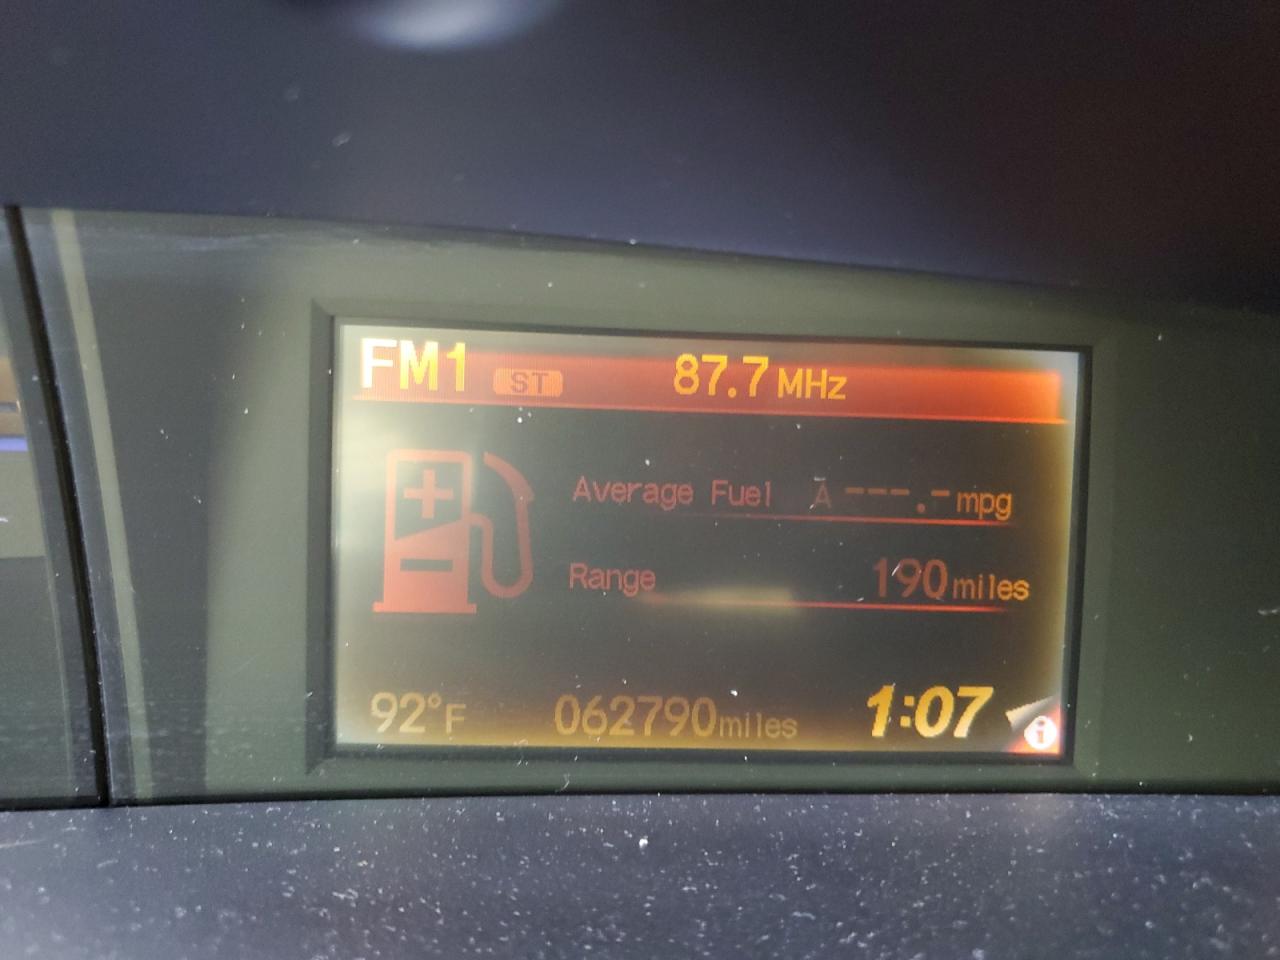 FM1 ST 87.7 MHz
Average Fuel A ---.- mpg
Range 190 miles
92°F 062790 miles 1:07 i